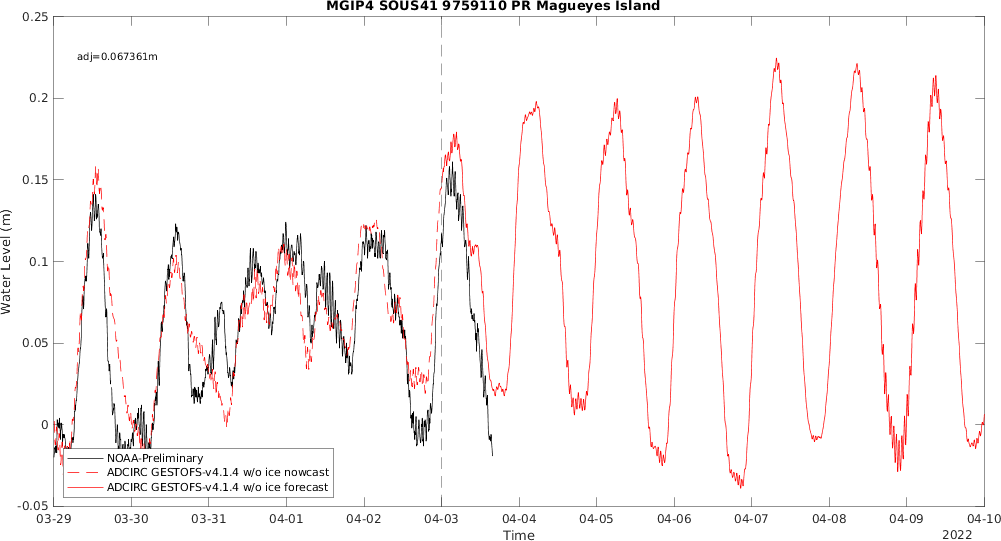 MGIP4 SOUS41 9759110 PR Magueyes Island
adj=0.067361m
Water Level (m)
0.25
0.2
0.15
0.1
0.05
0
-0.05
NOAA-Preliminary
ADCIRC GESTOFS-v4.1.4 w/o ice nowcast
ADCIRC GESTOFS-v4.1.4 w/o ice forecast
03-29 03-30 03-31 04-01 04-02 04-03 04-04 04-05 04-06 04-07 04-08 04-09 04-10
Time
2022